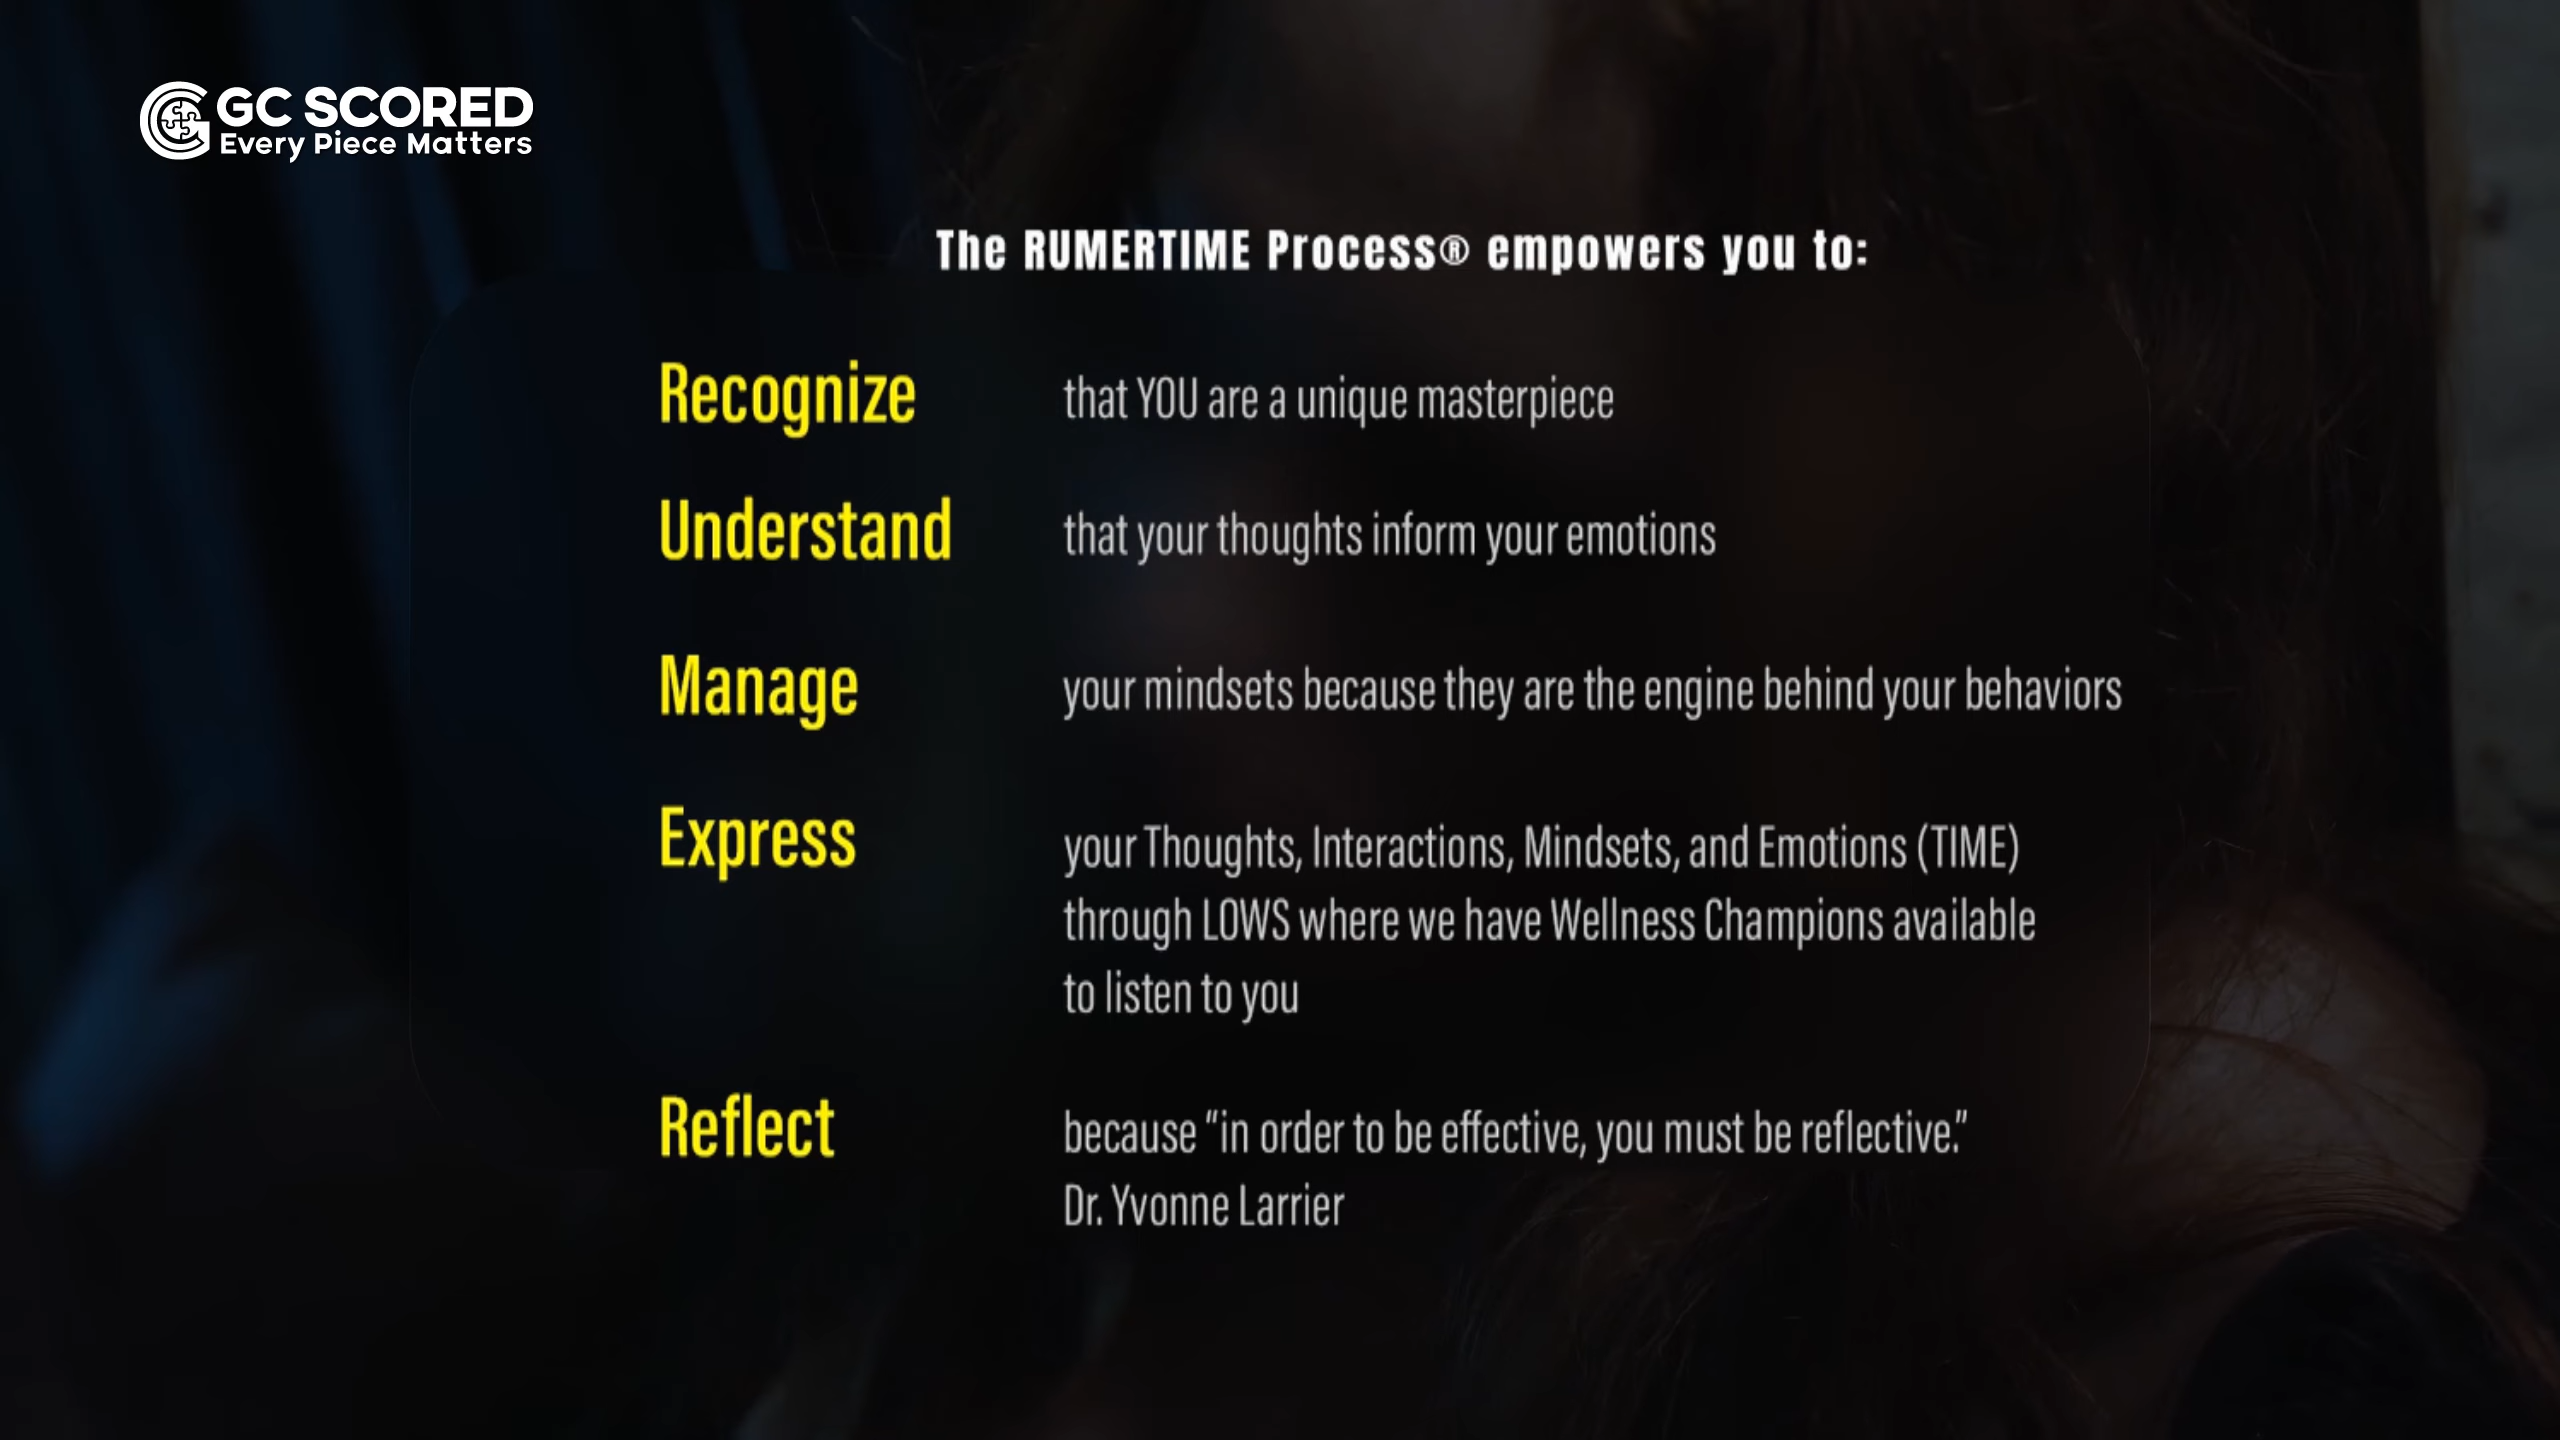 GC SCORED
Every Piece Matters
The RUMERTIME Process® empowers you to:
Recognize that YOU are a unique masterpiece
Understand that your thoughts inform your emotions
Manage your mindsets because they are the engine behind your behaviors
Express your Thoughts, Interactions, Mindsets, and Emotions (TIME)
through LOWS where we have Wellness Champions available
to listen to you
Reflect because “in order to be effective, you must be reflective.”
Dr. Yvonne Larrier